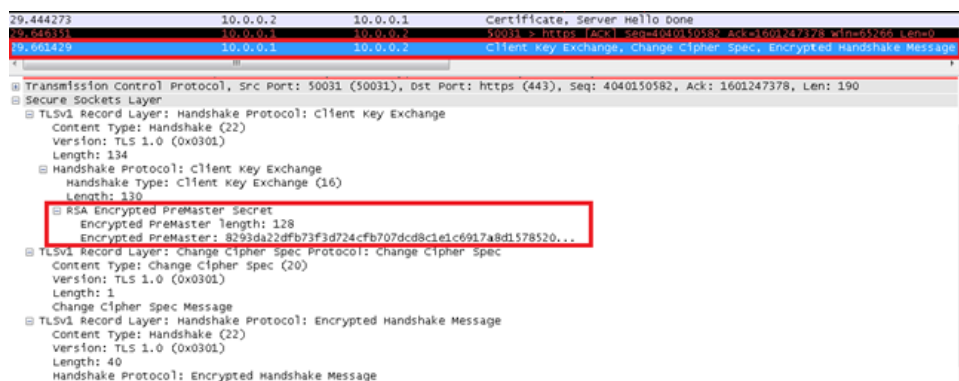 29.444273 10.0.0.2 10.0.0.1 Certificate, Server Hello Done
29.646351 10.0.0.1 10.0.0.2 50031 > https [ACK] Seq=4040150582 Ack=1601247378 Win=65266 Len=0
29.661429 10.0.0.1 10.0.0.2 Client Key Exchange, Change Cipher Spec, Encrypted Handshake Message
Transmission Control Protocol, Src Port: 50031 (50031), Dst Port: https (443), Seq: 4040150582, Ack: 1601247378, Len: 190
Secure Sockets Layer
TLSv1 Record Layer: Handshake Protocol: Client Key Exchange
Content Type: Handshake (22)
Version: TLS 1.0 (0x0301)
Length: 134
Handshake Protocol: Client Key Exchange
Handshake Type: Client Key Exchange (16)
Length: 130
RSA Encrypted PreMaster Secret
Encrypted PreMaster length: 128
Encrypted PreMaster: 8293da22dfb73f3d724cfb707dcd8c1e1c6917a8d1578520...
TLSv1 Record Layer: Change Cipher Spec Protocol: Change Cipher Spec
Content Type: Change Cipher Spec (20)
Version: TLS 1.0 (0x0301)
Length: 1
Change Cipher Spec Message
TLSv1 Record Layer: Handshake Protocol: Encrypted Handshake Message
Content Type: Handshake (22)
Version: TLS 1.0 (0x0301)
Length: 40
Handshake Protocol: Encrypted Handshake Message